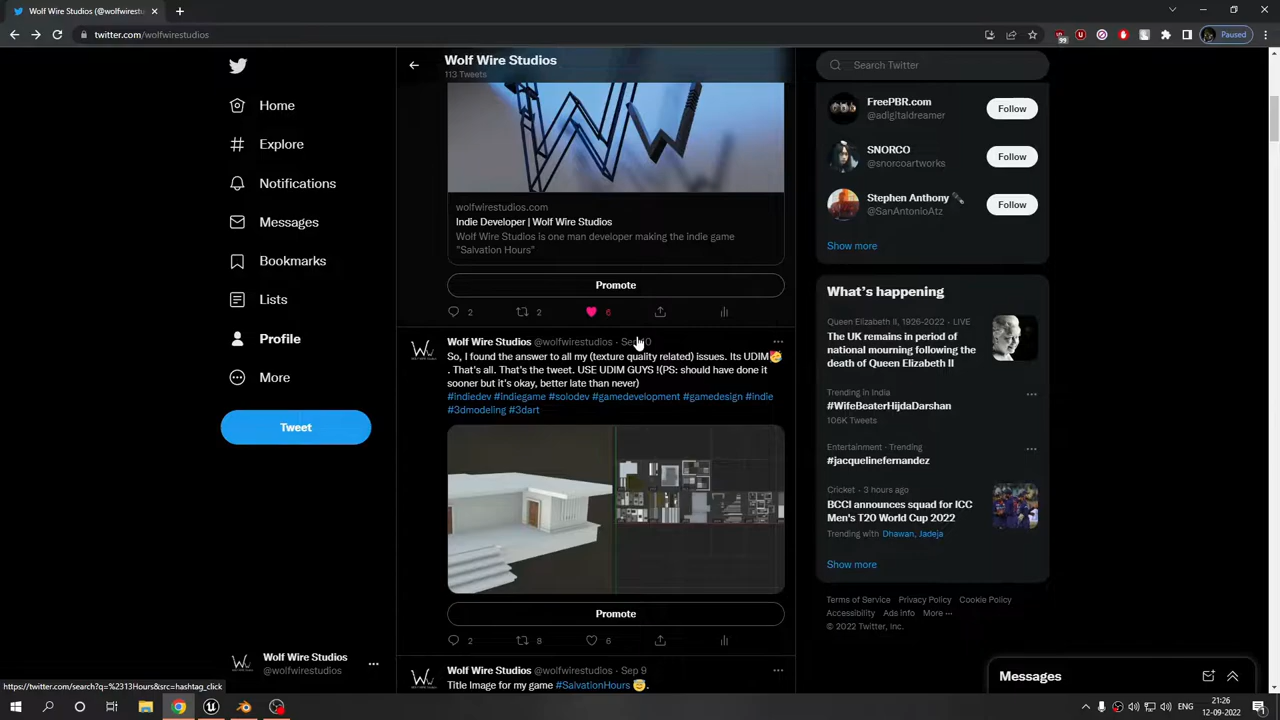 Wolf Wire Studios (@wolfwirestu
twitter.com/wolfwirestudios
99
Paused
Home
Explore
Notifications
Messages
Bookmarks
Lists
Profile
More
Tweet
Wolf Wire Studios
@wolfwirestudios
Wolf Wire Studios
113 Tweets
wolfwirestudios.com
Indie Developer | Wolf Wire Studios
Wolf Wire Studios is one man developer making the indie game
"Salvation Hours"
Promote
2 2 6
Wolf Wire Studios @wolfwirestudios · Sep 10
So, I found the answer to all my (texture quality related) issues. Its UDIM🥳
. That's all. That's the tweet. USE UDIM GUYS !(PS: should have done it
sooner but it's okay, better late than never)
#indiedev #indiegame #solodev #gamedevelopment #gamedesign #indie
#3dmodeling #3dart
Promote
2 8 6
Wolf Wire Studios @wolfwirestudios · Sep 9
Title Image for my game #SalvationHours 😇.
Search Twitter
FreePBR.com
@adigitaldreamer
Follow
SNORCO
@snorcoartworks
Follow
Stephen Anthony
@SanAntonioAtz
Follow
Show more
What's happening
Queen Elizabeth II, 1926-2022 · LIVE
The UK remains in period of
national mourning following the
death of Queen Elizabeth II
Trending in India
#WifeBeaterHijdaDarshan
106K Tweets
Entertainment · Trending
#jacquelinefernandez
Cricket · 3 hours ago
BCCI announces squad for ICC
Men's T20 World Cup 2022
Trending with Dhawan, Jadeja
Show more
Terms of Service Privacy Policy Cookie Policy
Accessibility Ads info More ···
© 2022 Twitter, Inc.
Messages
https://twitter.com/search?q=%2313Hours&src=hashtag_click
ENG
21:26
12-09-2022